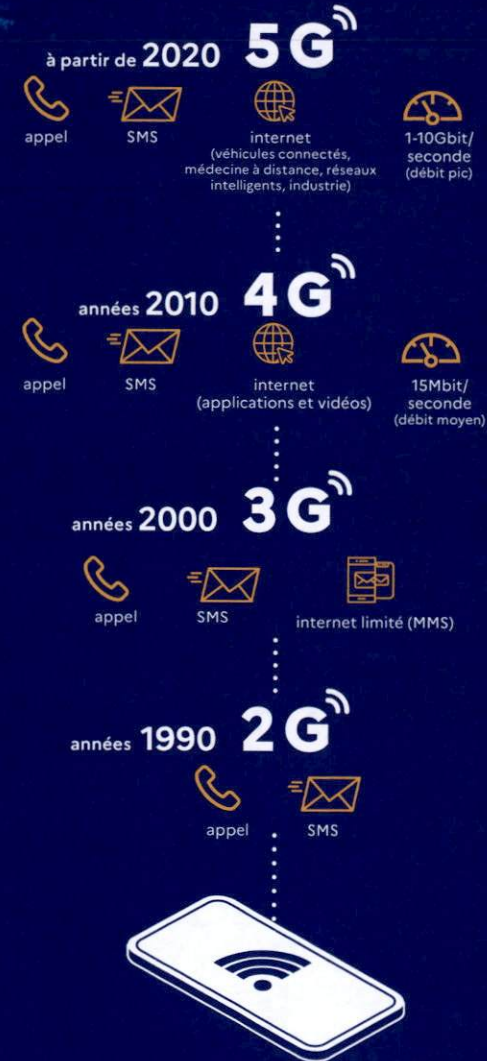 à partir de 2020 5G
appel
SMS
internet
(véhicules connectés,
médecine à distance, réseaux
intelligents, industrie)
1-10Gbit/
seconde
(débit pic)
années 2010 4G
appel
SMS
internet
(applications et vidéos)
15Mbit/
seconde
(débit moyen)
années 2000 3G
appel
SMS
internet limité (MMS)
années 1990 2G
appel
SMS